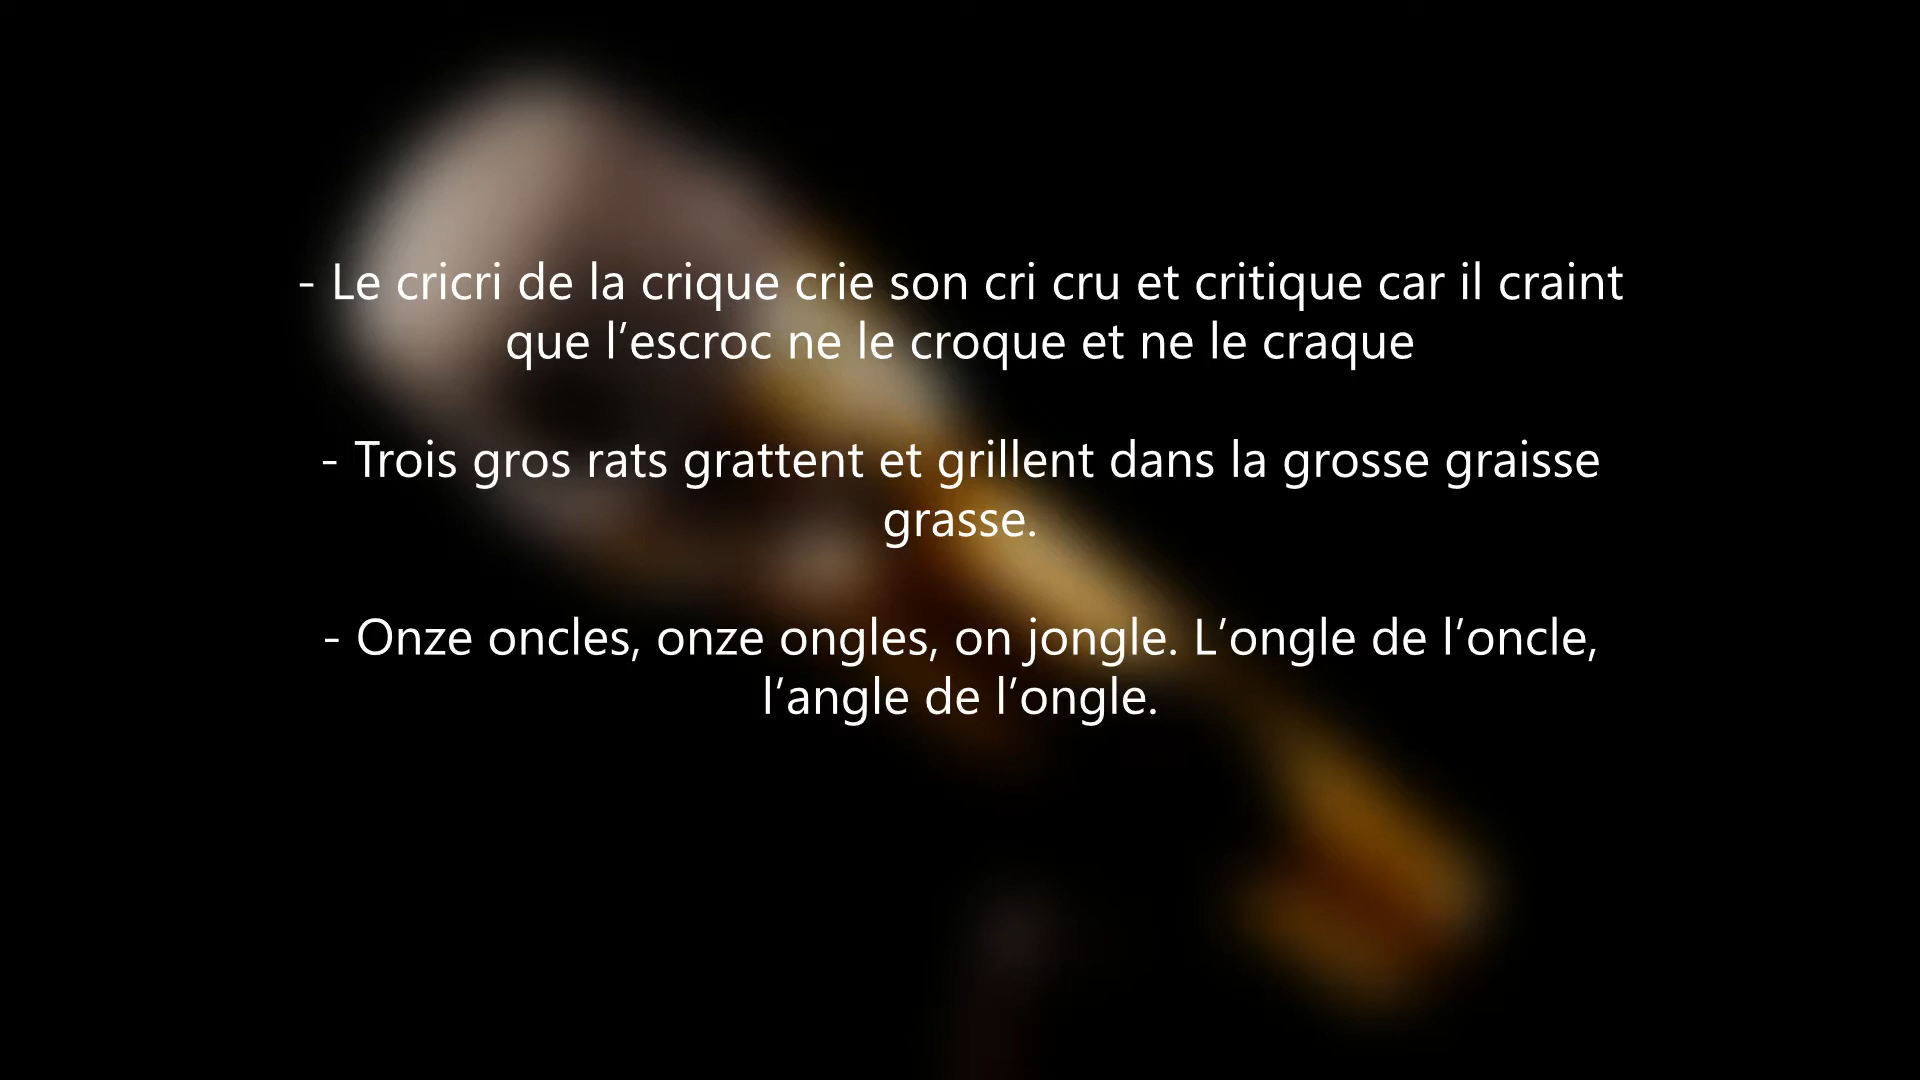 - Le cricri de la crique crie son cri cru et critique car il craint
que l’escroc ne le croque et ne le craque
- Trois gros rats grattent et grillent dans la grosse graisse
grasse.
- Onze oncles, onze ongles, on jongle. L’ongle de l’oncle,
l’angle de l’ongle.